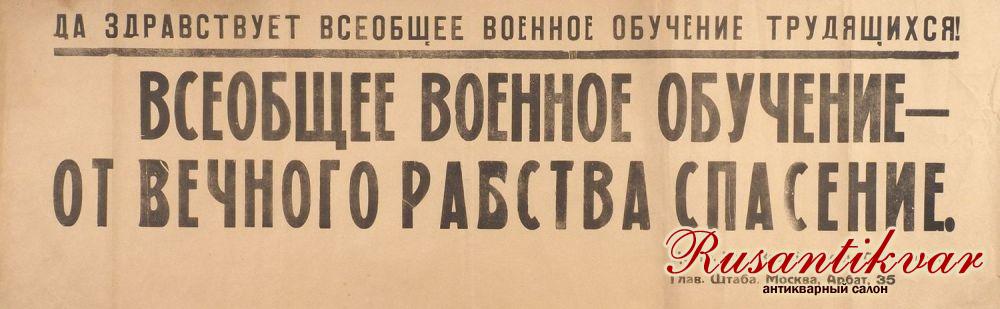 ДА ЗДРАВСТВУЕТ ВСЕОБЩЕЕ ВОЕННОЕ ОБУЧЕНИЕ ТРУДЯЩИХСЯ!
ВСЕОБЩЕЕ ВОЕННОЕ ОБУЧЕНИЕ—
ОТ ВЕЧНОГО РАБСТВА СПАСЕНИЕ.
Rusantikvar
Глав. Штаба, Москва, Арбат, 35
антикварный салон